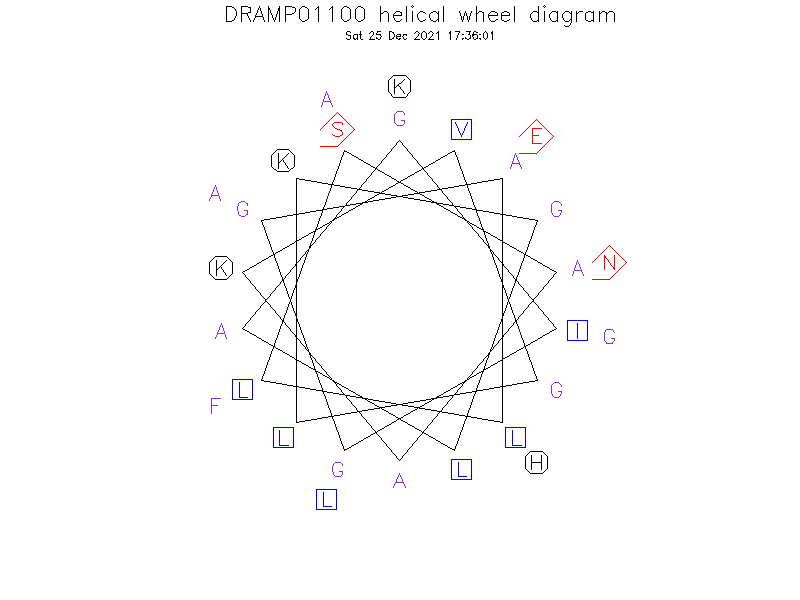 DRAMP01100 helical wheel diagram
Sat 25 Dec 2021 17:36:01
K
A
G
S
V
E
K
A
A
G
G
K
A
N
A
I
G
L
G
F
L
L
H
G
L
A
L